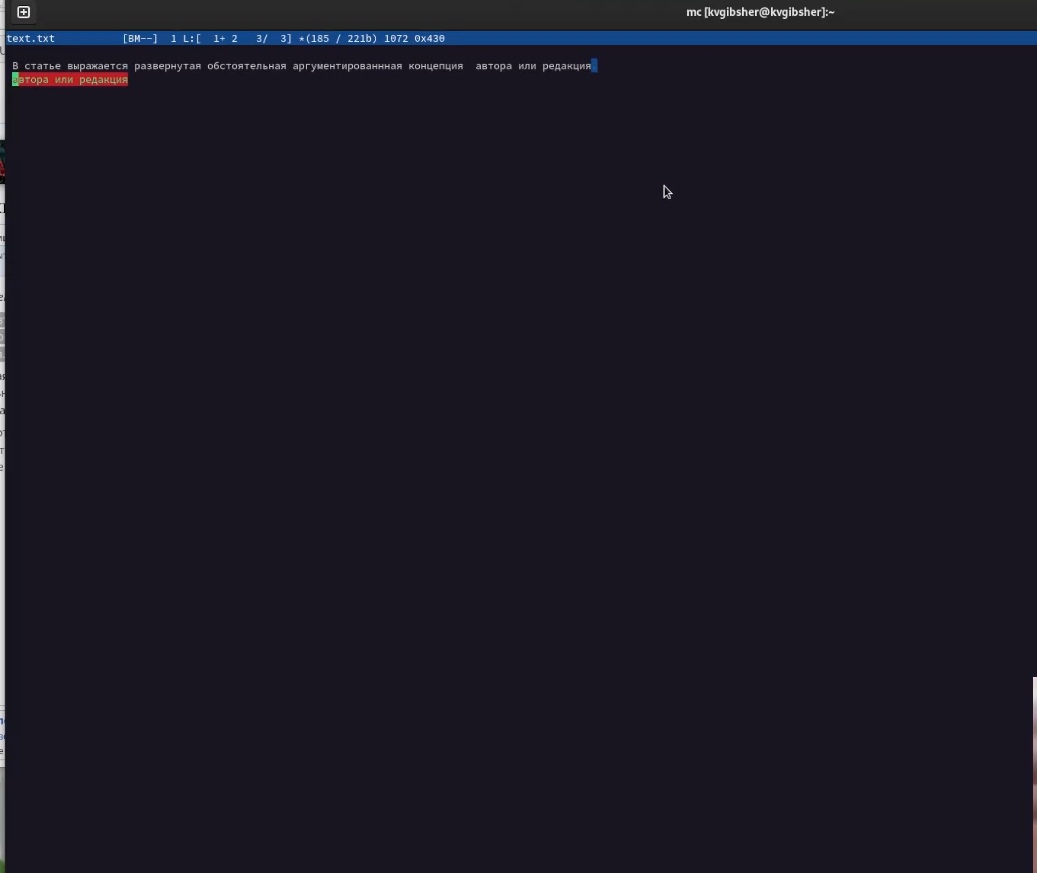 mc [kvgibsher@kvgibsher]:~
text.txt [BM--] 1 L:[ 1+ 2 3/ 3] *(185 / 221b) 1072 0x430
В статье выражается развернутая обстоятельная аргументированнная концепция автора или редакция
автора или редакция